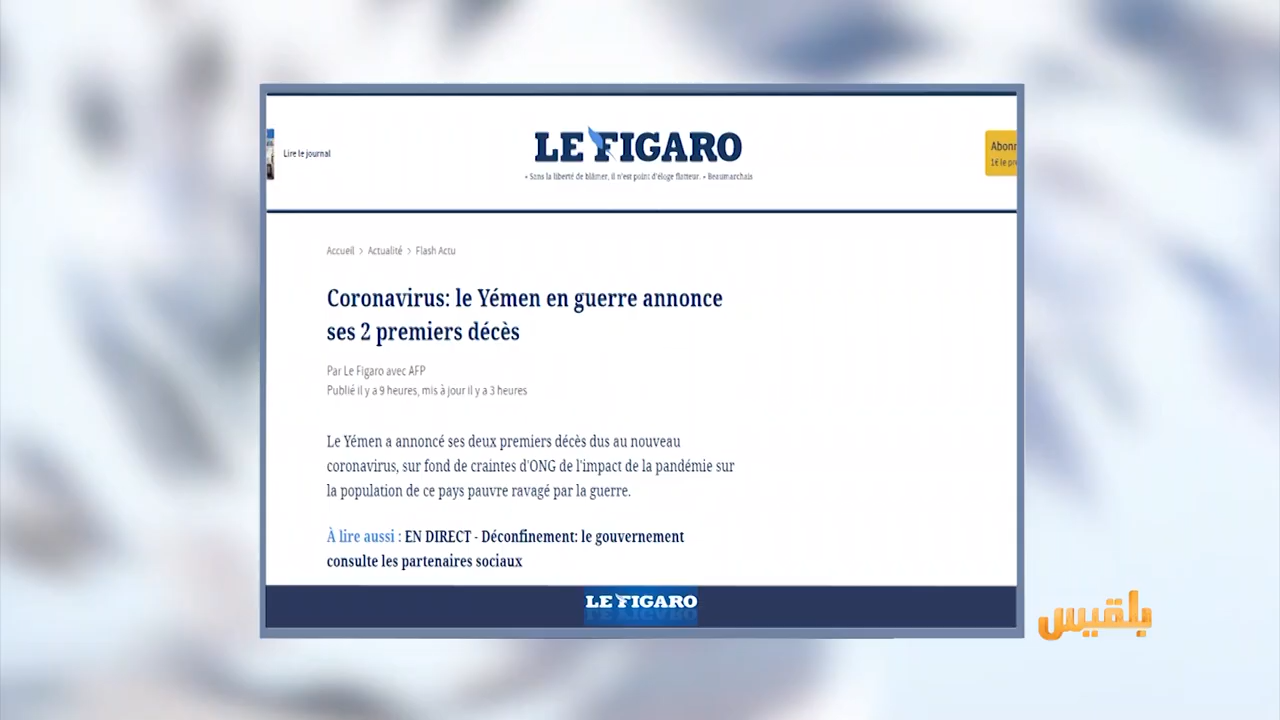 Lire le journal
LE FIGARO
« Sans la liberté de blâmer, il n'est point d'éloge flatteur. » Beaumarchais
Abonn
1€ le pre
Accueil > Actualité > Flash Actu
Coronavirus: le Yémen en guerre annonce
ses 2 premiers décès
Par Le Figaro avec AFP
Publié il y a 9 heures, mis à jour il y a 3 heures
Le Yémen a annoncé ses deux premiers décès dus au nouveau
coronavirus, sur fond de craintes d'ONG de l'impact de la pandémie sur
la population de ce pays pauvre ravagé par la guerre.
À lire aussi : EN DIRECT - Déconfinement: le gouvernement
consulte les partenaires sociaux
LE FIGARO
بلقيس